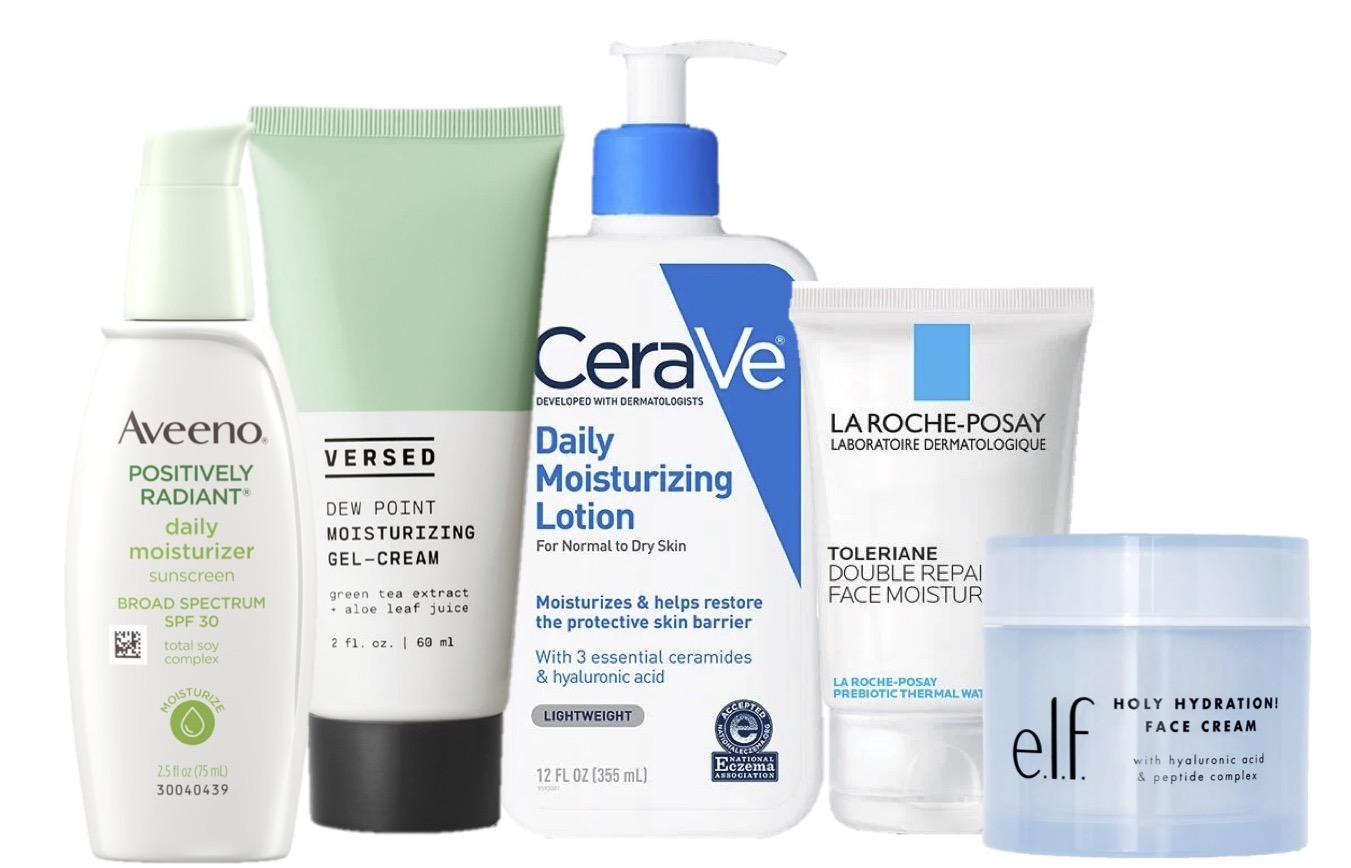 Aveeno®
POSITIVELY
RADIANT®
daily
moisturizer
sunscreen
BROAD SPECTRUM
SPF 30
total soy
complex
MOISTURIZE
2.5 fl oz (75 mL)
30040439
VERSED
DEW POINT
MOISTURIZING
GEL-CREAM
green tea extract
+ aloe leaf juice
2 fl. oz. | 60 ml
CeraVe®
DEVELOPED WITH DERMATOLOGISTS
Daily
Moisturizing
Lotion
For Normal to Dry Skin
Moisturizes & helps restore
the protective skin barrier
With 3 essential ceramides
& hyaluronic acid
LIGHTWEIGHT
ACCEPTED
NATIONALECZEMA.ORG
NATIONAL
Eczema
ASSOCIATION
12 FL OZ (355 mL)
LA ROCHE-POSAY
LABORATOIRE DERMATOLOGIQUE
TOLERIANE
DOUBLE REPAI
FACE MOISTUR
LA ROCHE-POSAY
PREBIOTIC THERMAL WAT
e.l.f.
HOLY HYDRATION!
FACE CREAM
with hyaluronic acid
& peptide complex